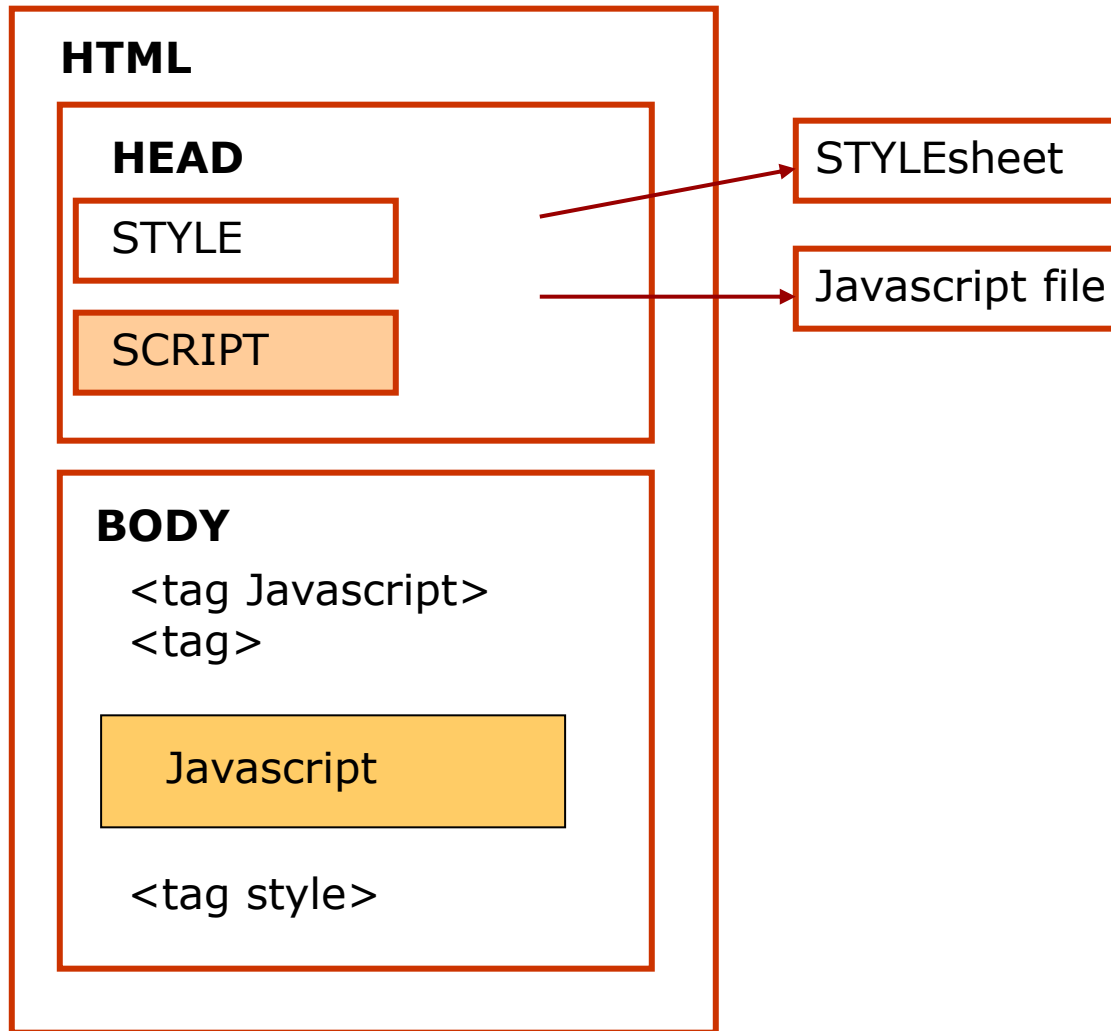 HTML
HEAD
STYLE
SCRIPT
STYLEsheet
Javascript file
BODY
<tag Javascript>
<tag>
Javascript
<tag style>